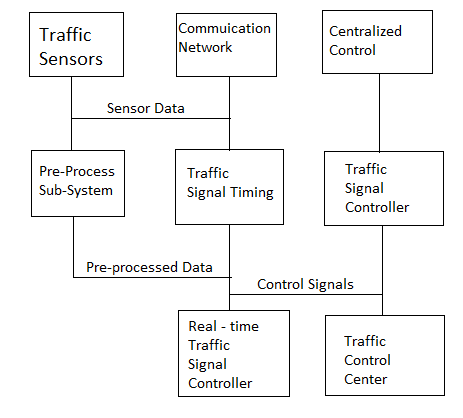 Traffic
Sensors
Commuication
Network
Centralized
Control
Sensor Data
Pre-Process
Sub-System
Traffic
Signal Timing
Traffic
Signal
Controller
Pre-processed Data
Control Signals
Real - time
Traffic
Signal
Controller
Traffic
Control
Center